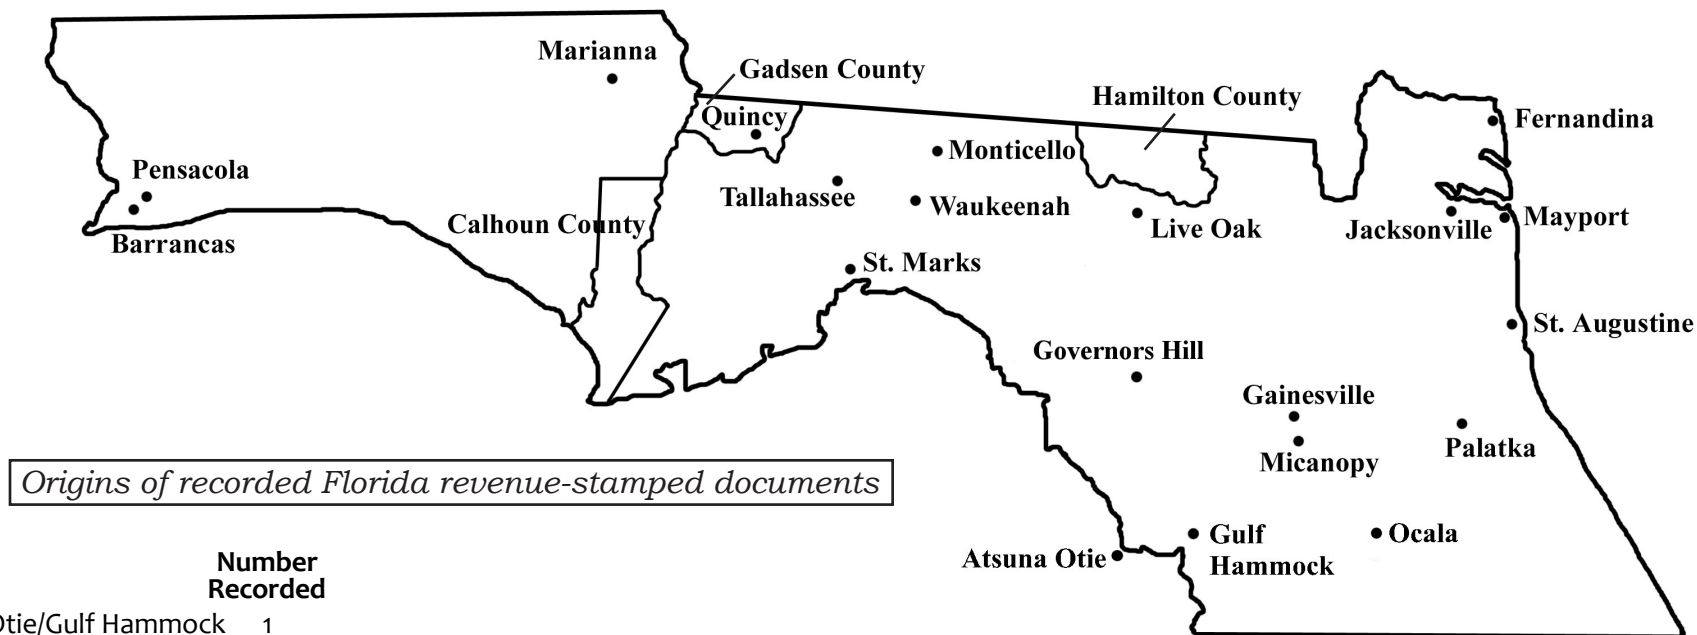 Marianna
Gadsen County
Hamilton County
Quincy
Fernandina
Monticello
Pensacola
Tallahassee
Waukeenah
Calhoun County
Live Oak
Jacksonville
Mayport
Barrancas
St. Marks
St. Augustine
Governors Hill
Gainesville
Palatka
Micanopy
Origins of recorded Florida revenue-stamped documents
Gulf
Hammock
Ocala
Atsuna Otie
Number
Recorded
Otie/Gulf Hammock 1